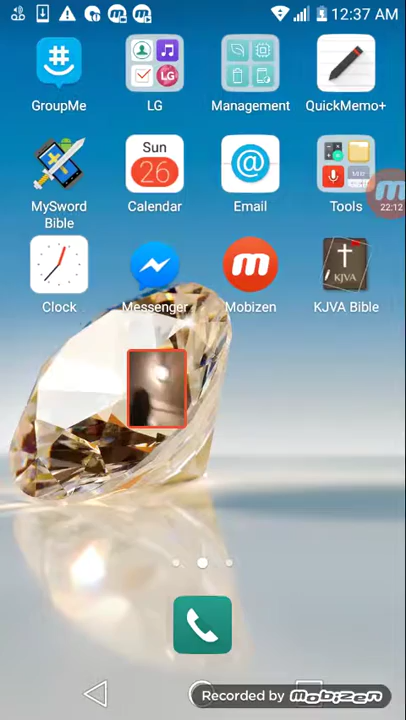 12:37 AM
GroupMe
LG
Management
QuickMemo+
Sun
26
22:12
MySword
Bible
Calendar
Email
Tools
KJVA
Clock
Messenger
Mobizen
KJVA Bible
Recorded by mobizen